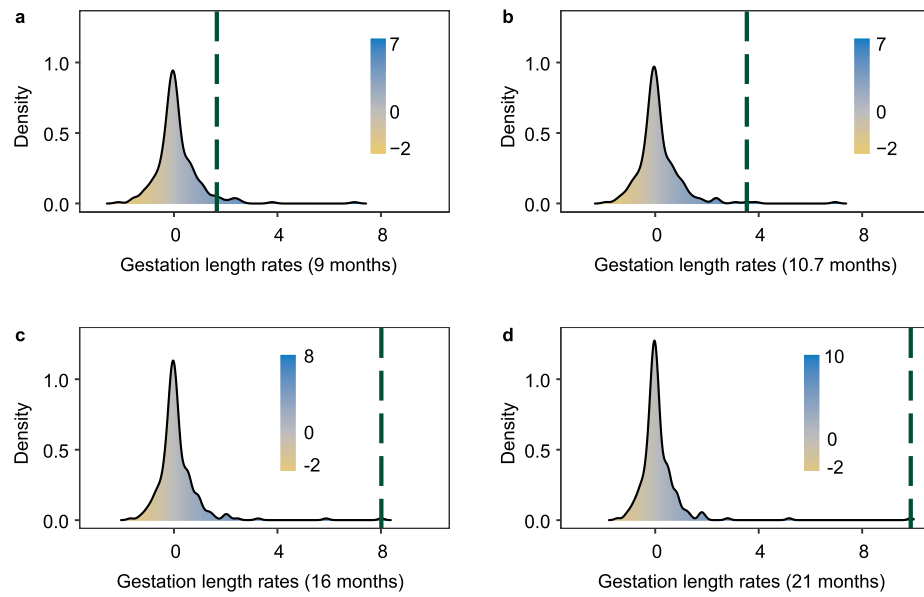 a
Density
1.0
0.5
0.0
0 4 8
Gestation length rates (9 months)
7
0
−2
b
Density
1.0
0.5
0.0
0 4 8
Gestation length rates (10.7 months)
7
0
−2
c
Density
1.0
0.5
0.0
0 4 8
Gestation length rates (16 months)
8
0
-2
d
Density
1.0
0.5
0.0
0 4 8
Gestation length rates (21 months)
10
0
-2